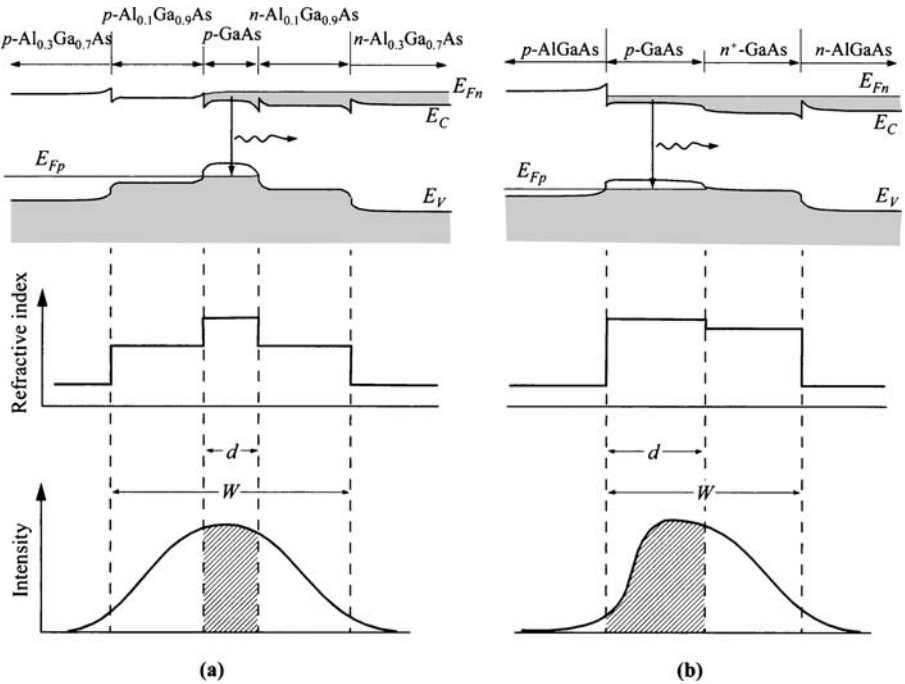 p-Al0.1Ga0.9As n-Al0.1Ga0.9As
p-Al0.3Ga0.7As p-GaAs n-Al0.3Ga0.7As
EFn
EC
EFp
EV
Refractive index
d
W
Intensity
(a)
p-AlGaAs p-GaAs n+-GaAs n-AlGaAs
EFn
EC
EFp
EV
d
W
(b)